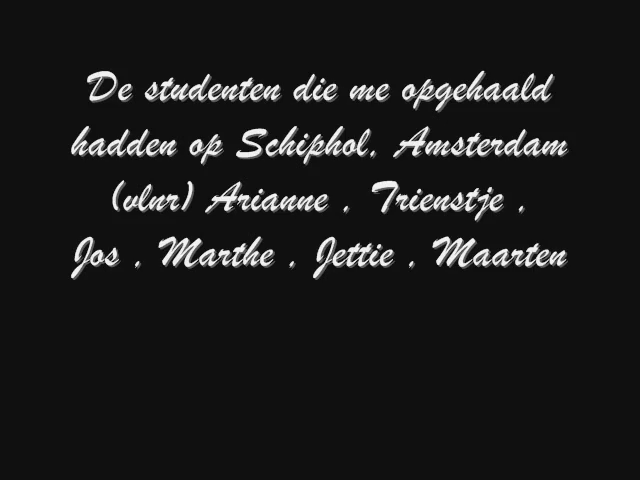 De studenten die me opgehaald
hadden op Schiphol, Amsterdam
(vlnr) Arianne , Trienstje ,
Jos , Marthe , Jettie , Maarten